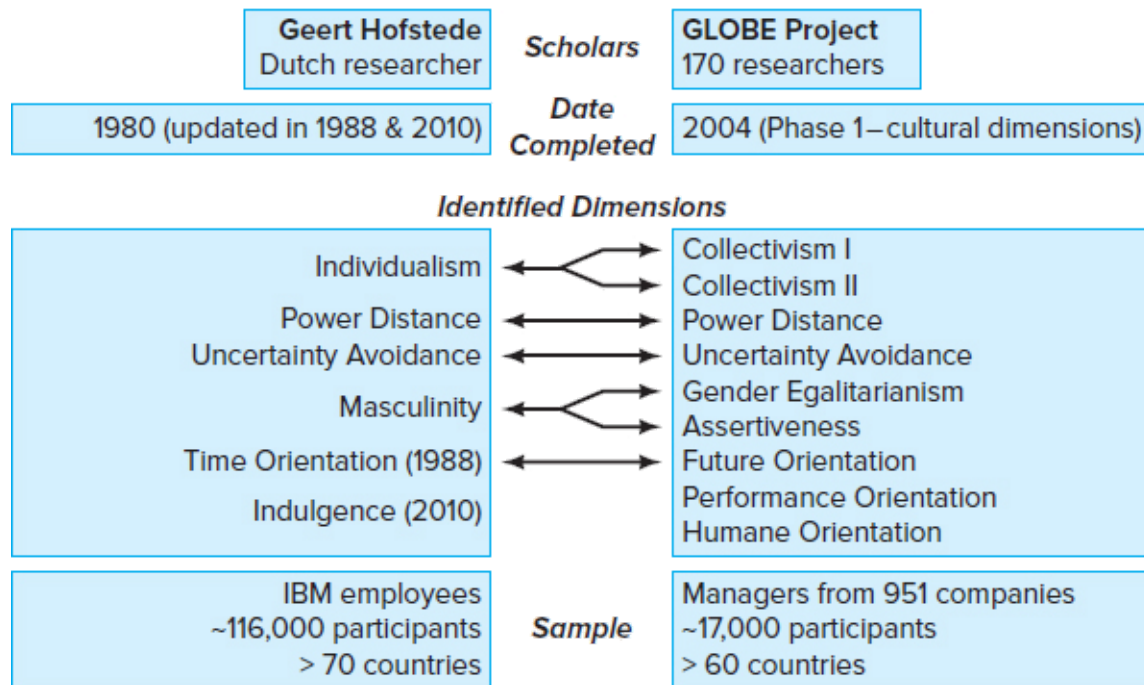 Geert Hofstede
Dutch researcher
Scholars
GLOBE Project
170 researchers
1980 (updated in 1988 & 2010)
Date
Completed
2004 (Phase 1–cultural dimensions)
Identified Dimensions
Individualism
Power Distance
Uncertainty Avoidance
Masculinity
Time Orientation (1988)
Indulgence (2010)
Collectivism I
Collectivism II
Power Distance
Uncertainty Avoidance
Gender Egalitarianism
Assertiveness
Future Orientation
Performance Orientation
Humane Orientation
IBM employees
~116,000 participants
> 70 countries
Sample
Managers from 951 companies
~17,000 participants
> 60 countries